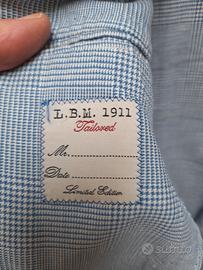 L.B.M. 1911
Tailored
Mr.
Date
Limited Edition
subito